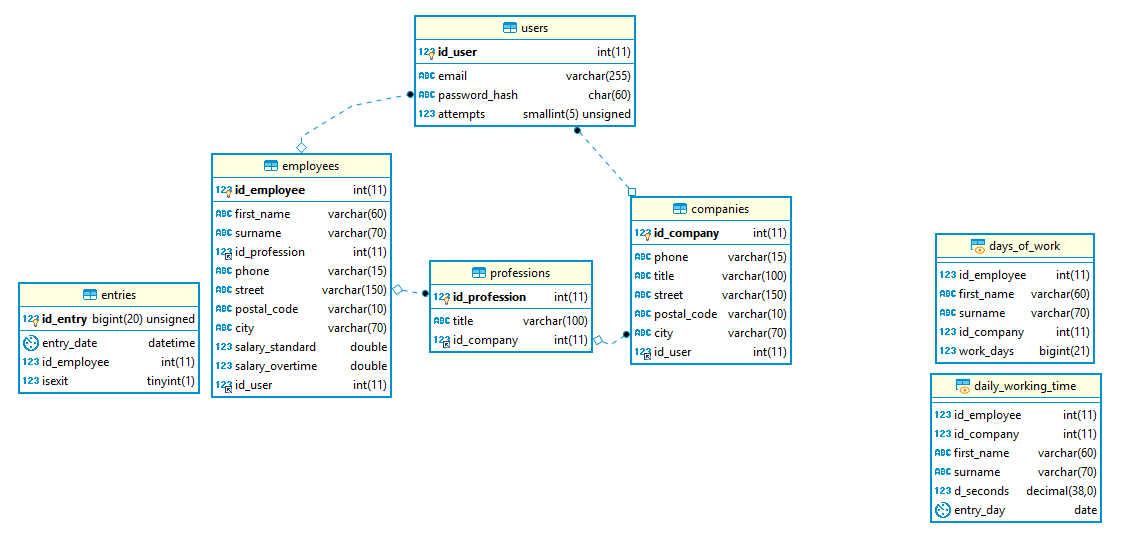 users
123 id_user int(11)
ABC email varchar(255)
ABC password_hash char(60)
123 attempts smallint(5) unsigned
employees
123 id_employee int(11)
ABC first_name varchar(60)
ABC surname varchar(70)
123 id_profession int(11)
ABC phone varchar(15)
ABC street varchar(150)
ABC postal_code varchar(10)
ABC city varchar(70)
123 salary_standard double
123 salary_overtime double
123 id_user int(11)
companies
123 id_company int(11)
ABC phone varchar(15)
ABC title varchar(100)
ABC street varchar(150)
ABC postal_code varchar(10)
ABC city varchar(70)
123 id_user int(11)
professions
123 id_profession int(11)
ABC title varchar(100)
123 id_company int(11)
entries
123 id_entry bigint(20) unsigned
entry_date datetime
123 id_employee int(11)
123 isexit tinyint(1)
days_of_work
123 id_employee int(11)
ABC first_name varchar(60)
ABC surname varchar(70)
123 id_company int(11)
123 work_days bigint(21)
daily_working_time
123 id_employee int(11)
123 id_company int(11)
ABC first_name varchar(60)
ABC surname varchar(70)
123 d_seconds decimal(38,0)
entry_day date